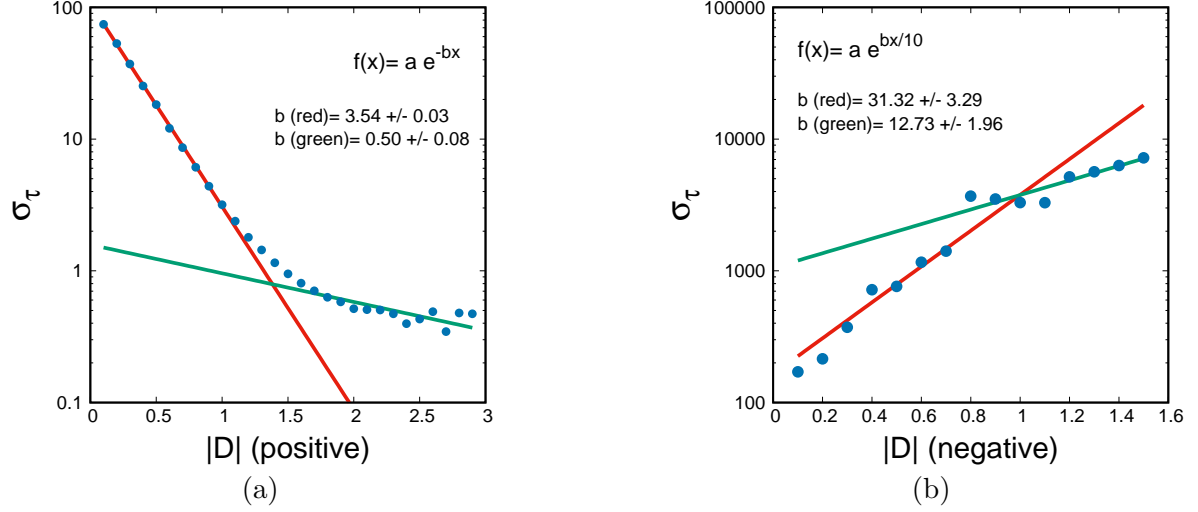 100
10
1
0.1
σ_τ
f(x)= a e^{-bx}
b (red)= 3.54 +/- 0.03
b (green)= 0.50 +/- 0.08
0 0.5 1 1.5 2 2.5 3
|D| (positive)
(a)
100000
10000
1000
100
σ_τ
f(x)= a e^{bx/10}
b (red)= 31.32 +/- 3.29
b (green)= 12.73 +/- 1.96
0 0.2 0.4 0.6 0.8 1 1.2 1.4 1.6
|D| (negative)
(b)